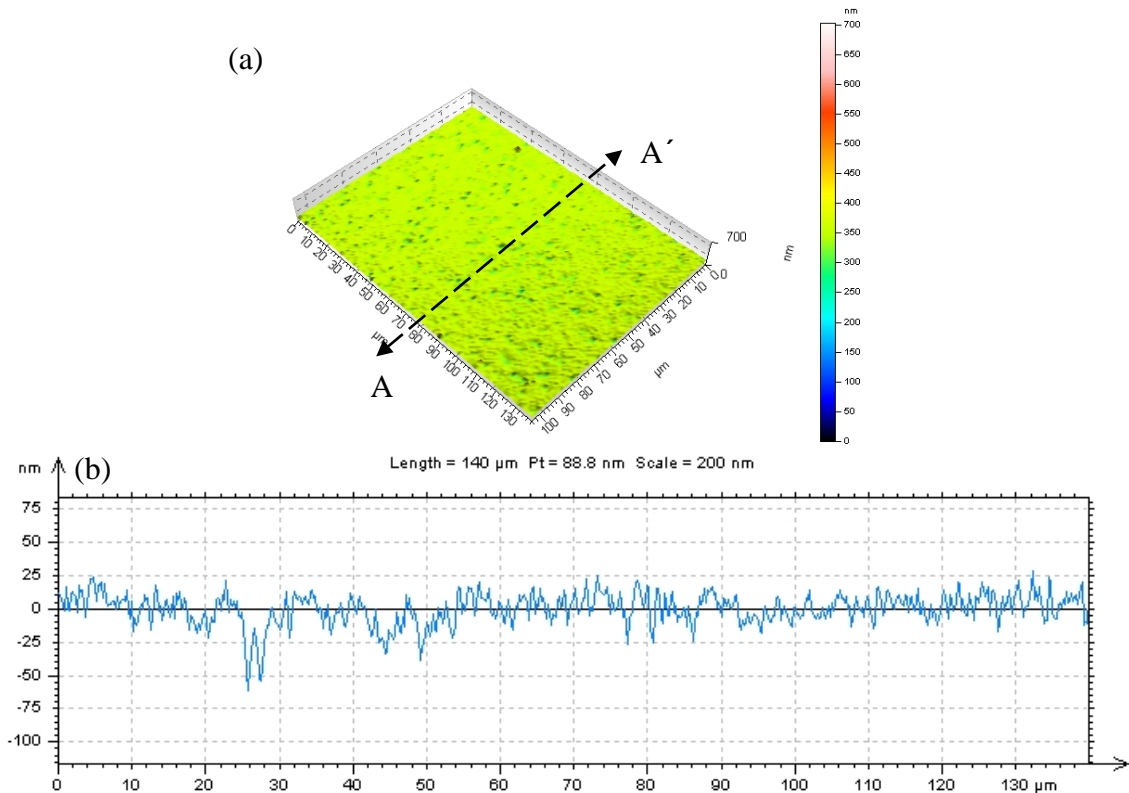 (a)
nm
700
650
600
550
500
450
400
350
300
250
200
150
100
50
0
A´
A
700
nm
0.0
0 10 20 30 40 50 60 70 80 90 100 110 120 130
µm
10 20 30 40 50 60 70 80 90 100
µm
(b)
Length = 140 µm Pt = 88.8 nm Scale = 200 nm
nm
75
50
25
0
-25
-50
-75
-100
0 10 20 30 40 50 60 70 80 90 100 110 120 130 µm